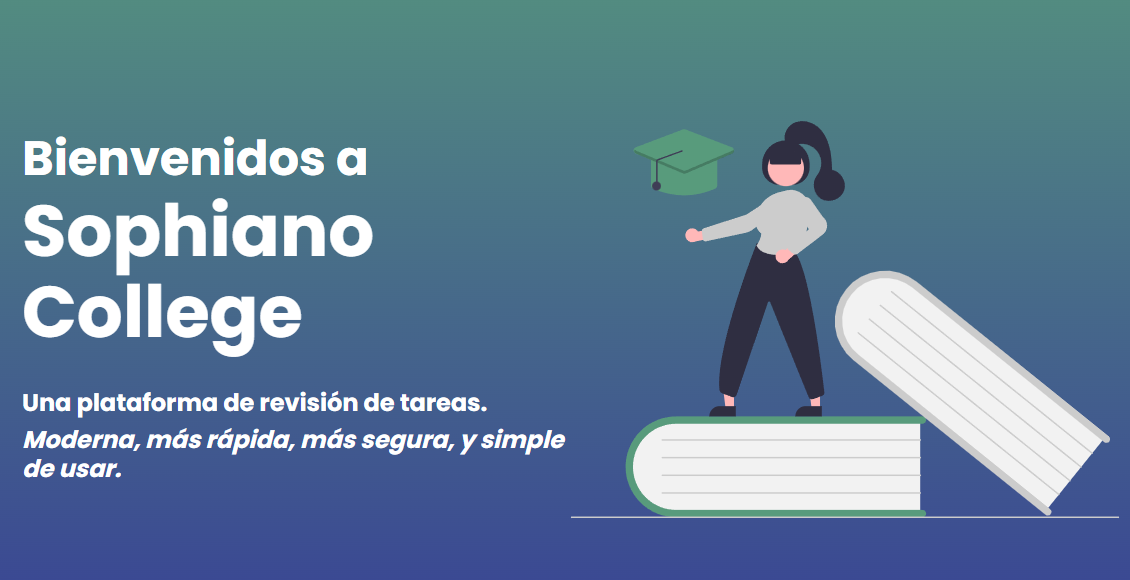 Bienvenidos a
Sophiano
College
Una plataforma de revisión de tareas.
Moderna, más rápida, más segura, y simple
de usar.